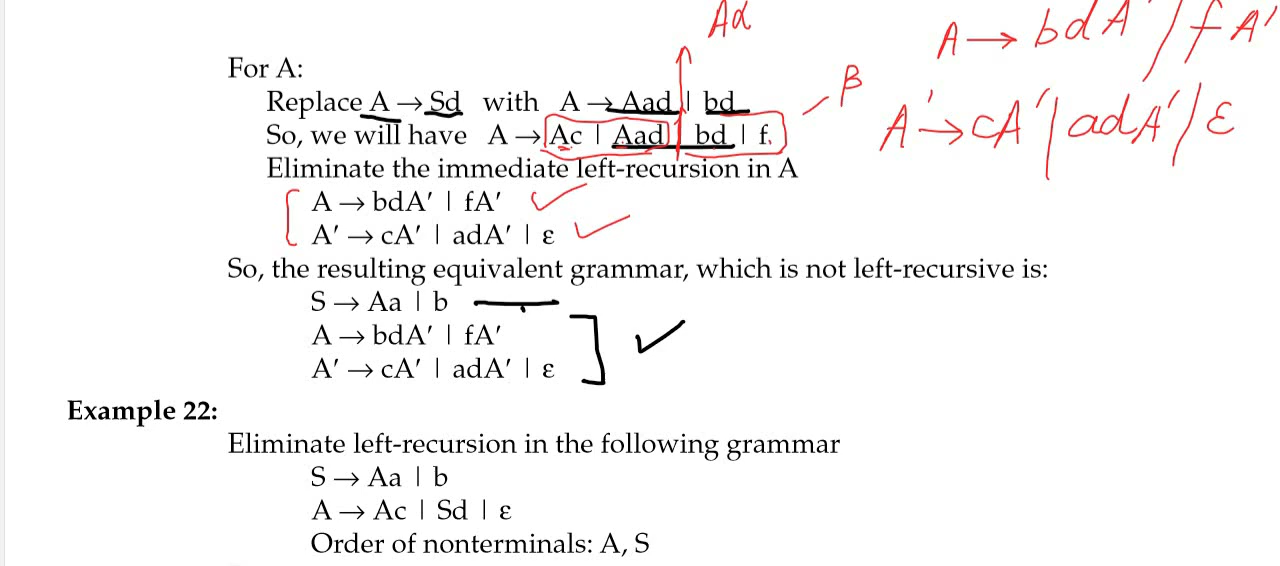 Aα
A → bdA' / fA'
For A:
β
Replace A → Sd with A → Aad | bd
A' → cA' | adA' / ε
So, we will have A → Ac | Aad | bd | f.
Eliminate the immediate left-recursion in A
A → bdA′ | fA′
A′ → cA′ | adA′ | ε
So, the resulting equivalent grammar, which is not left-recursive is:
S → Aa | b
A → bdA′ | fA′
A′ → cA′ | adA′ | ε
Example 22:
Eliminate left-recursion in the following grammar
S → Aa | b
A → Ac | Sd | ε
Order of nonterminals: A, S